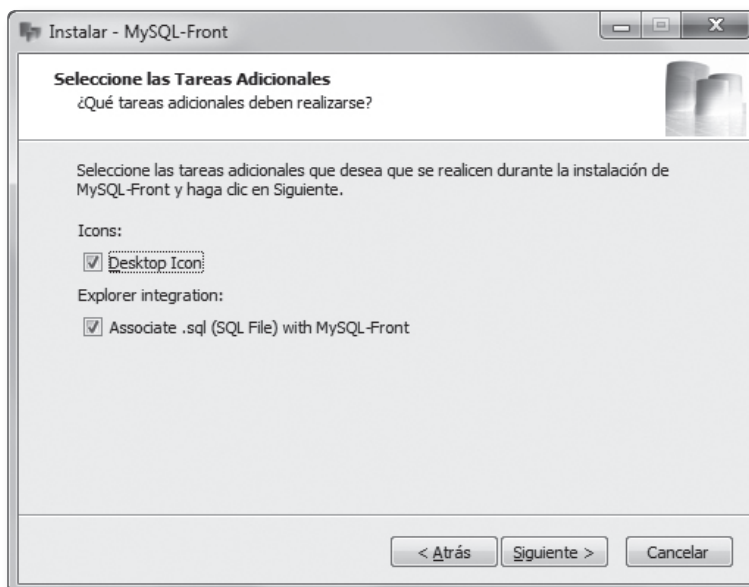 Instalar - MySQL-Front
Seleccione las Tareas Adicionales
¿Qué tareas adicionales deben realizarse?
Seleccione las tareas adicionales que desea que se realicen durante la instalación de
MySQL-Front y haga clic en Siguiente.
Icons:
Desktop Icon
Explorer integration:
Associate .sql (SQL File) with MySQL-Front
< Atrás
Siguiente >
Cancelar